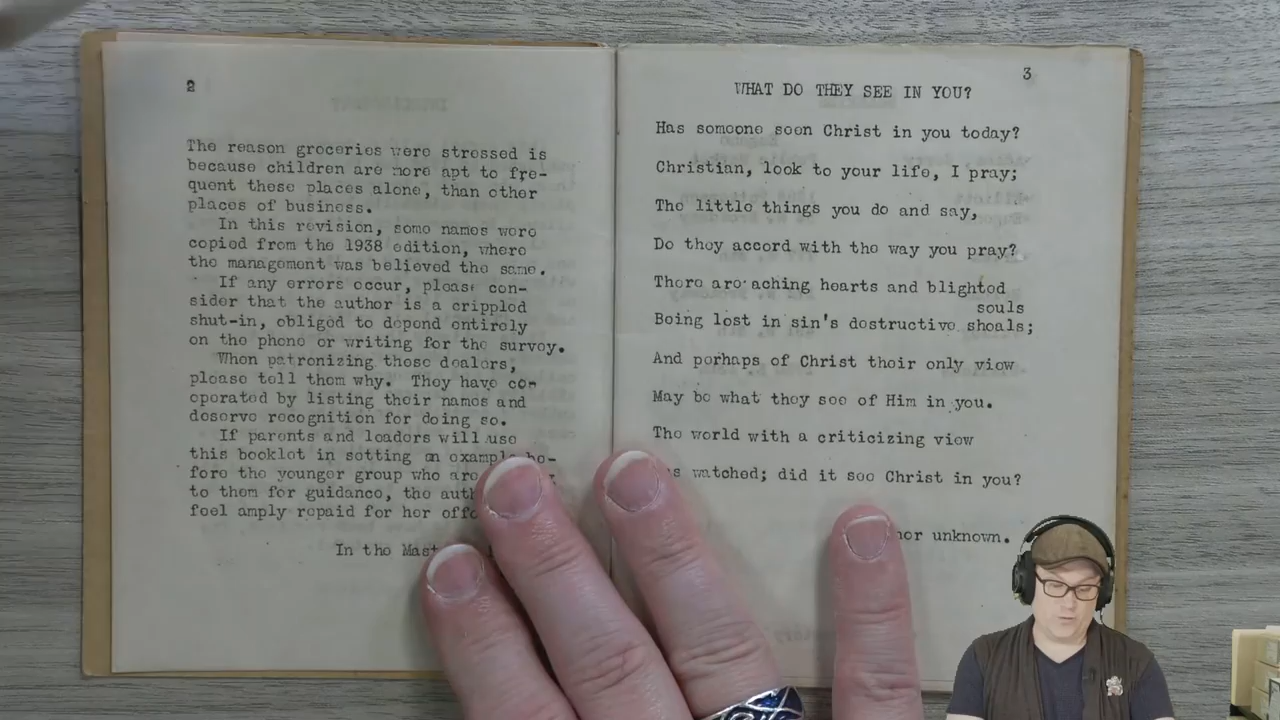 2
The reason groceries were stressed is
because children are more apt to fre-
quent these places alone, than other
places of business.
In this revision, some names were
copied from the 1938 edition, where
the management was believed the same.
If any errors occur, please con-
sider that the author is a crippled
shut-in, obliged to depend entirely
on the phone or writing for the survey.
When patronizing these dealers,
please tell them why. They have co-
operated by listing their names and
deserve recognition for doing so.
If parents and leaders will use
this booklet in setting an example be-
fore the younger group who are
to them for guidance, the
feel amply repaid for her
In the
3
WHAT DO THEY SEE IN YOU?
Has someone seen Christ in you today?
Christian, look to your life, I pray;
The little things you do and say,
Do they accord with the way you pray?
There are aching hearts and blighted
souls
Being lost in sin's destructive shoals;
And perhaps of Christ their only view
May be what they see of Him in you.
The world with a criticizing view
watched; did it see Christ in you?
unknown.